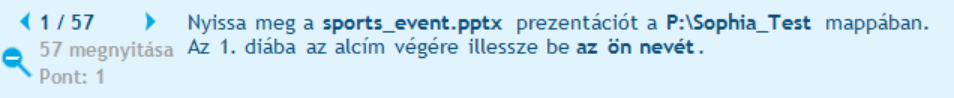 1 / 57
57 megnyitása
Pont: 1
Nyissa meg a sports_event.pptx prezentációt a P:\Sophia_Test mappában.
Az 1. diába az alcím végére illessze be az ön nevét.